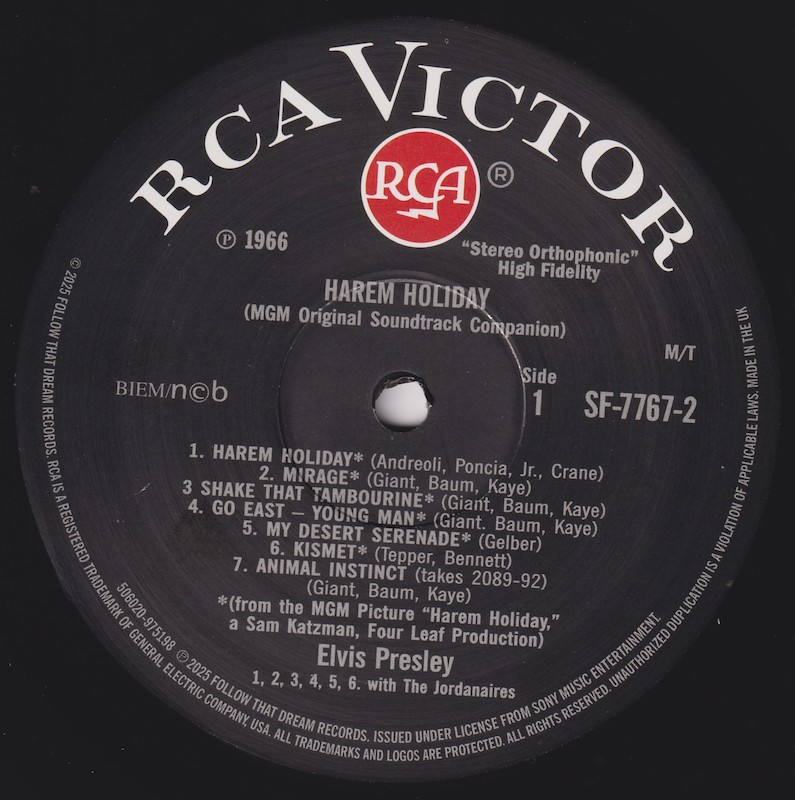 RCA VICTOR
RCA ®
℗ 1966
"Stereo Orthophonic"
High Fidelity
HAREM HOLIDAY
(MGM Original Soundtrack Companion)
M/T
BIEM/n©b
Side
1
SF-7767-2
1. HAREM HOLIDAY* (Andreoli, Poncia, Jr., Crane)
2. MIRAGE* (Giant, Baum, Kaye)
3 SHAKE THAT TAMBOURINE* (Giant, Baum, Kaye)
4. GO EAST – YOUNG MAN* (Giant. Baum, Kaye)
5. MY DESERT SERENADE* (Gelber)
6. KISMET* (Tepper, Bennett)
7. ANIMAL INSTINCT (takes 2089-92)
(Giant, Baum, Kaye)
*(from the MGM Picture "Harem Holiday,"
a Sam Katzman, Four Leaf Production)
Elvis Presley
1, 2, 3, 4, 5, 6. with The Jordanaires
506020-975198 ℗ 2025 FOLLOW THAT DREAM RECORDS. ISSUED UNDER LICENSE FROM SONY MUSIC ENTERTAINMENT.
© 2025 FOLLOW THAT DREAM RECORDS. RCA IS A REGISTERED TRADEMARK OF GENERAL ELECTRIC COMPANY, USA. ALL TRADEMARKS AND LOGOS ARE PROTECTED. ALL RIGHTS RESERVED. UNAUTHORIZED DUPLICATION IS A VIOLATION OF APPLICABLE LAWS. MADE IN THE UK